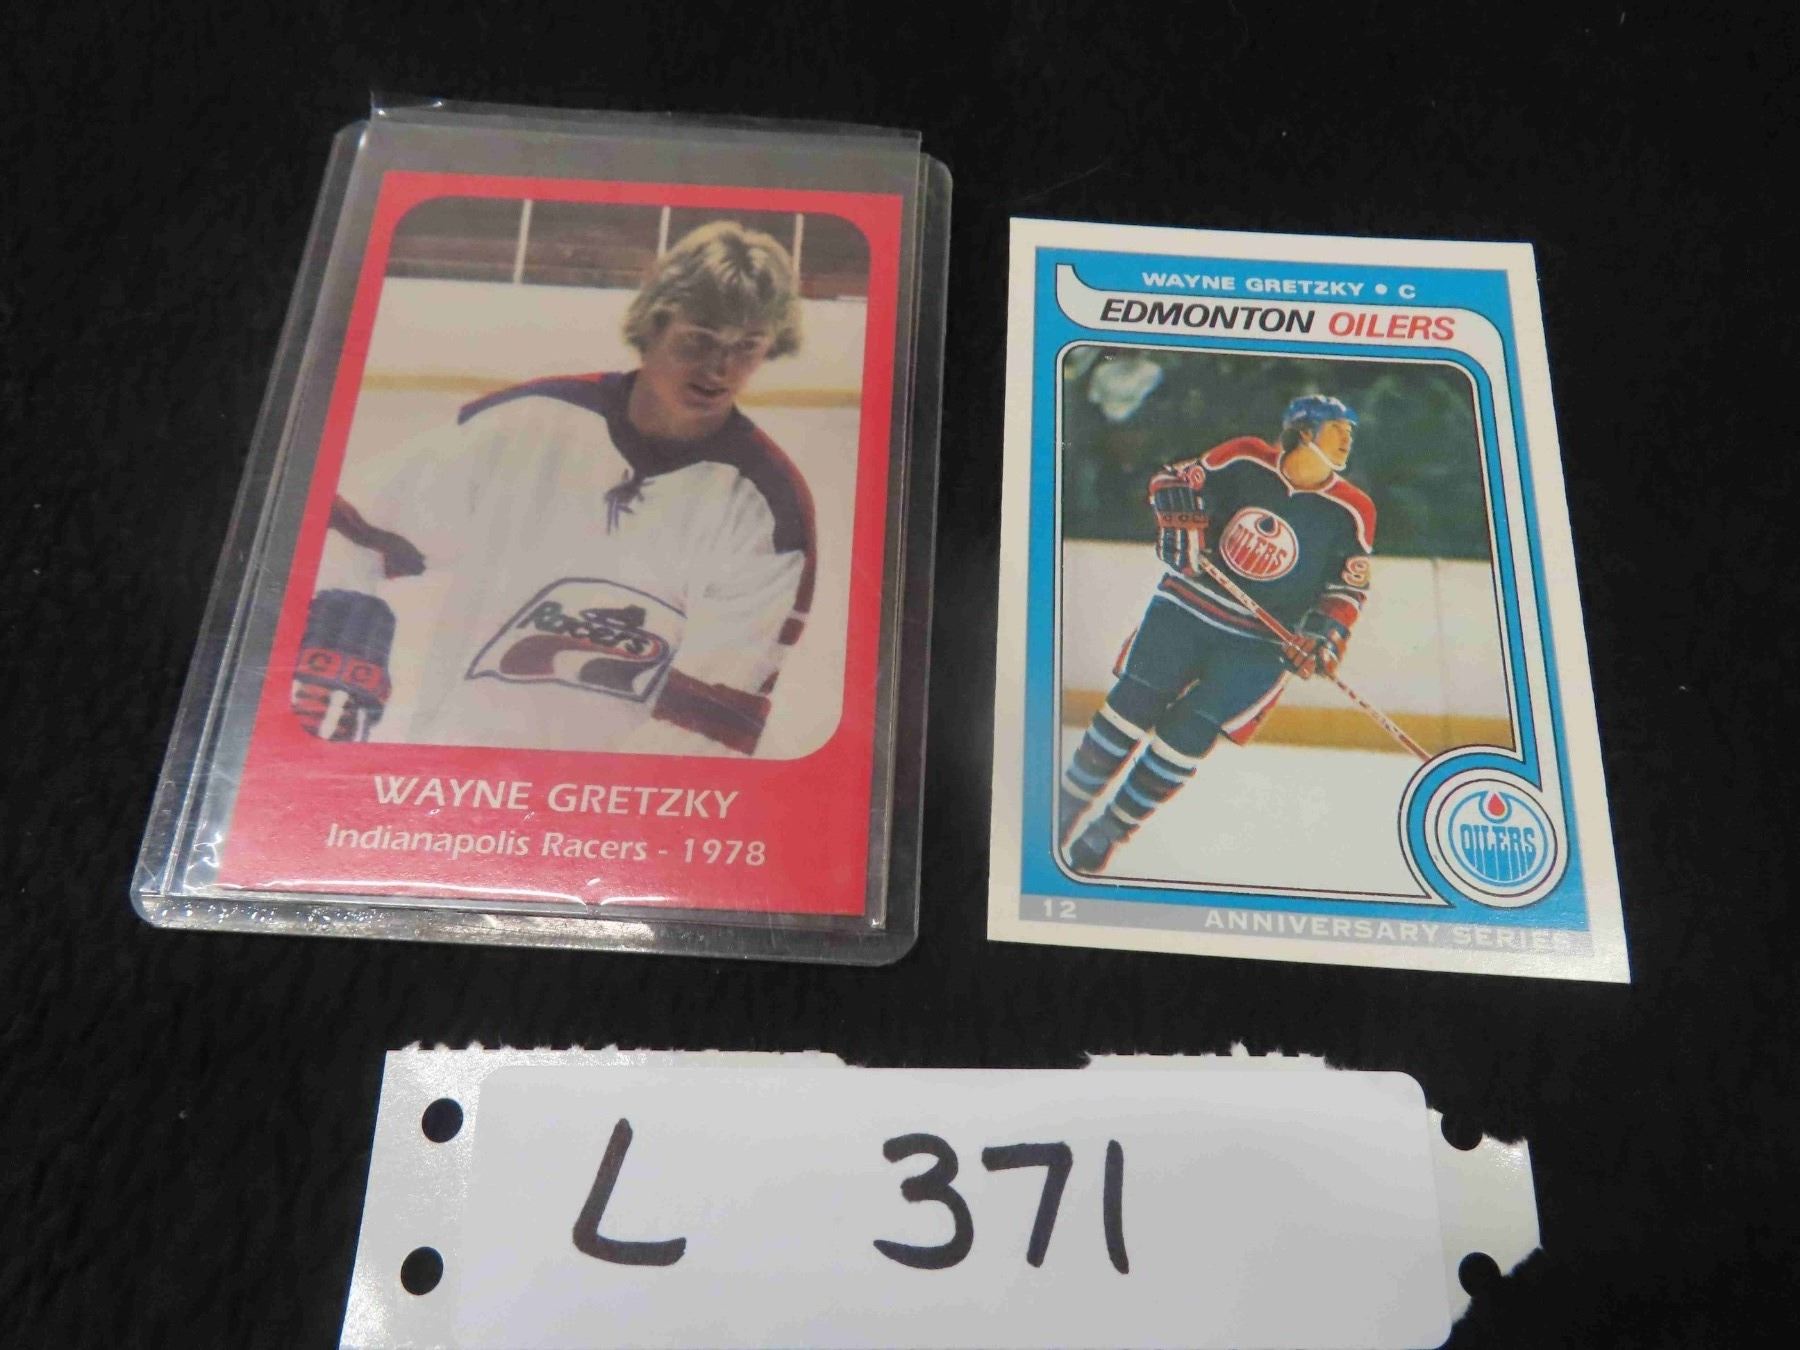 Racers
C C
WAYNE GRETZKY
Indianapolis Racers - 1978
WAYNE GRETZKY • C
EDMONTON OILERS
OILERS
OILERS
12 ANNIVERSARY SERIES
L 371